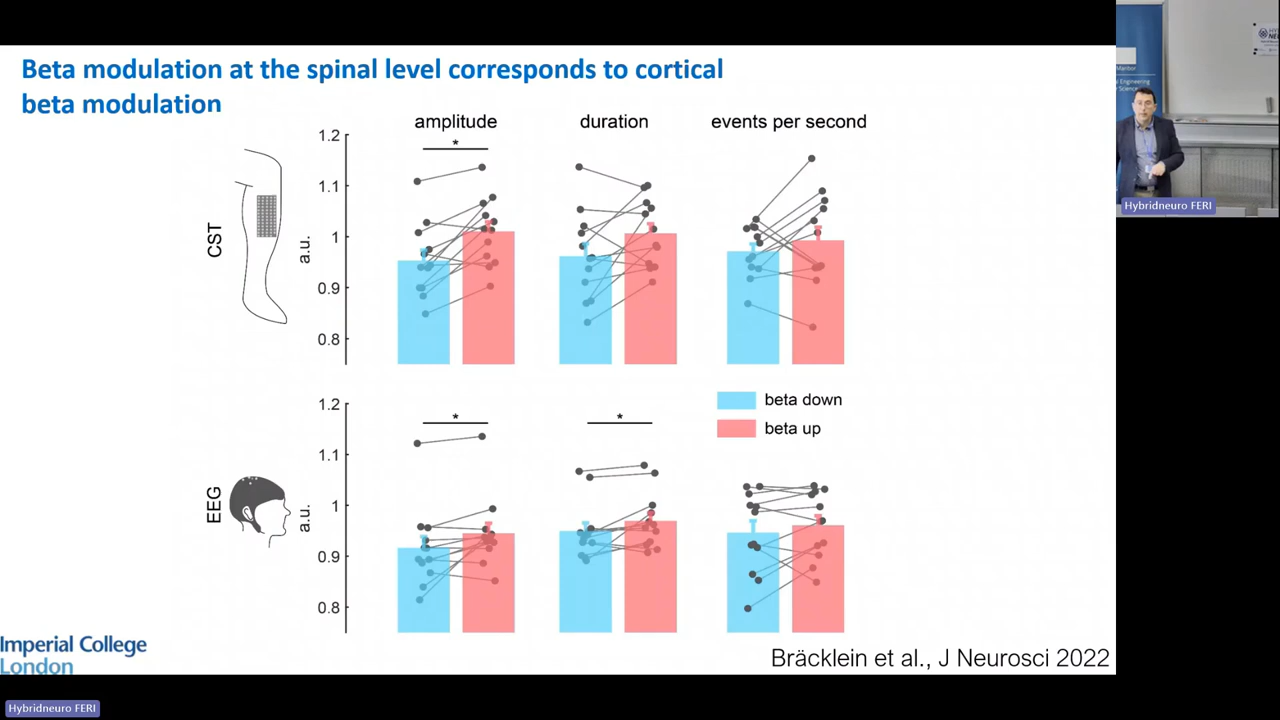 Beta modulation at the spinal level corresponds to cortical
beta modulation
amplitude
duration
events per second
1.2
*
1.1
1
0.9
0.8
a.u.
CST
1.2
*
*
1.1
1
0.9
0.8
a.u.
EEG
beta down
beta up
Imperial College
London
Bräcklein et al., J Neurosci 2022
Hybridneuro FERI
Hybridneuro FERI